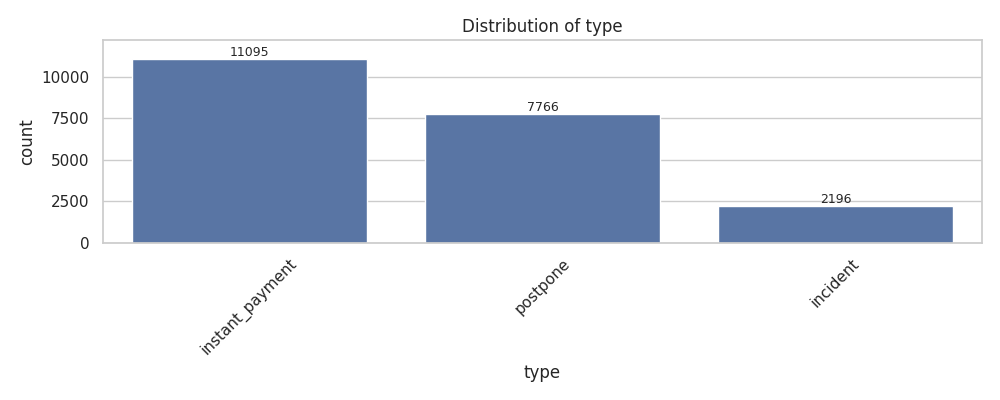 Distribution of type
count
10000
7500
5000
2500
0
11095
7766
2196
instant_payment
postpone
incident
type